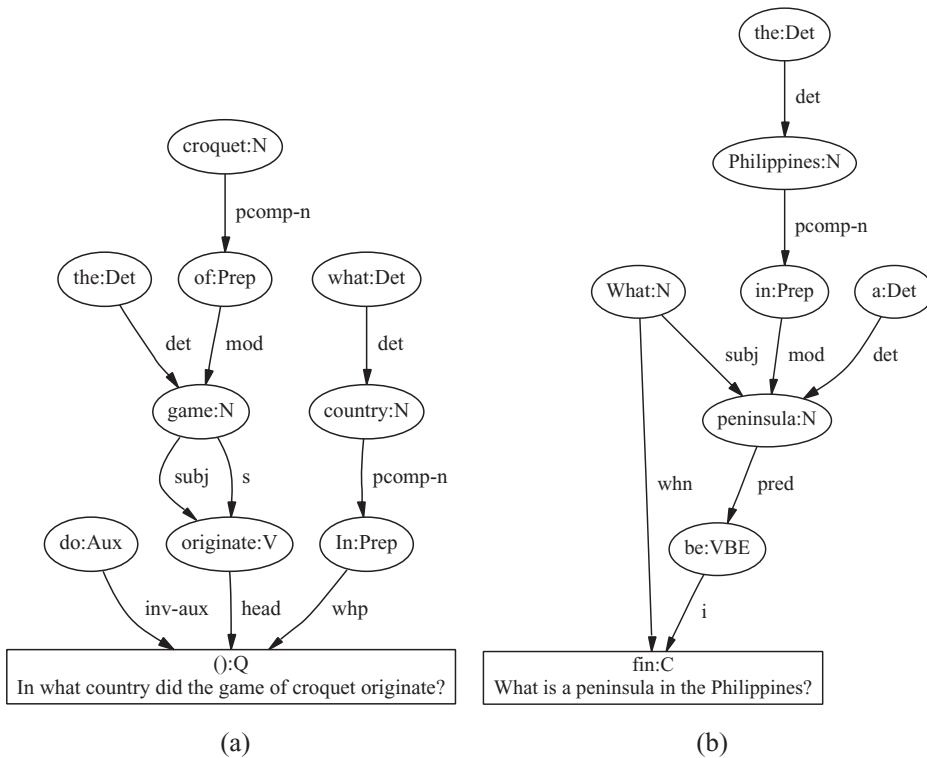 the:Det
det
croquet:N
Philippines:N
pcomp-n
pcomp-n
the:Det
of:Prep
what:Det
What:N
in:Prep
a:Det
det
mod
det
subj
mod
det
game:N
country:N
peninsula:N
subj
s
pcomp-n
whn
pred
do:Aux
originate:V
In:Prep
be:VBE
inv-aux
head
whp
i
():Q
In what country did the game of croquet originate?
fin:C
What is a peninsula in the Philippines?
(a)
(b)